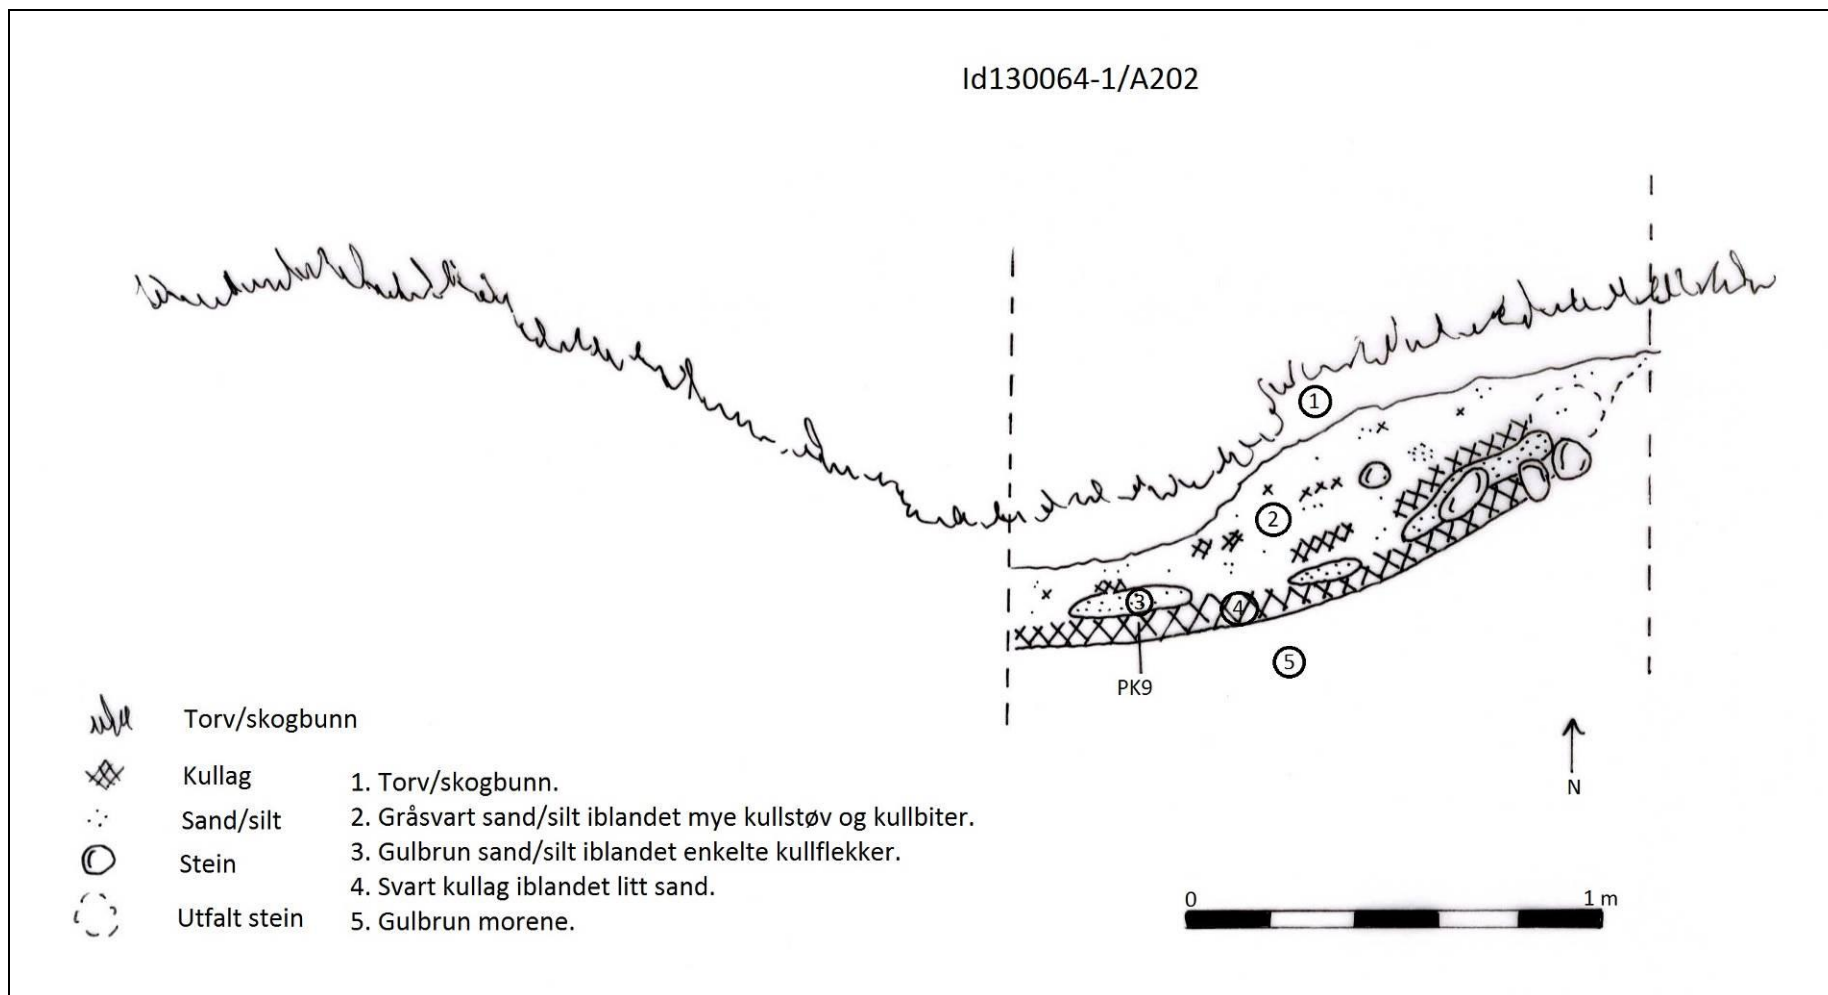 Id130064-1/A202
1
2
3
4
5
PK9
N
Torv/skogbunn
Kullag
Sand/silt
Stein
Utfalt stein
1. Torv/skogbunn.
2. Gråsvart sand/silt iblandet mye kullstøv og kullbiter.
3. Gulbrun sand/silt iblandet enkelte kullflekker.
4. Svart kullag iblandet litt sand.
5. Gulbrun morene.
0 1 m